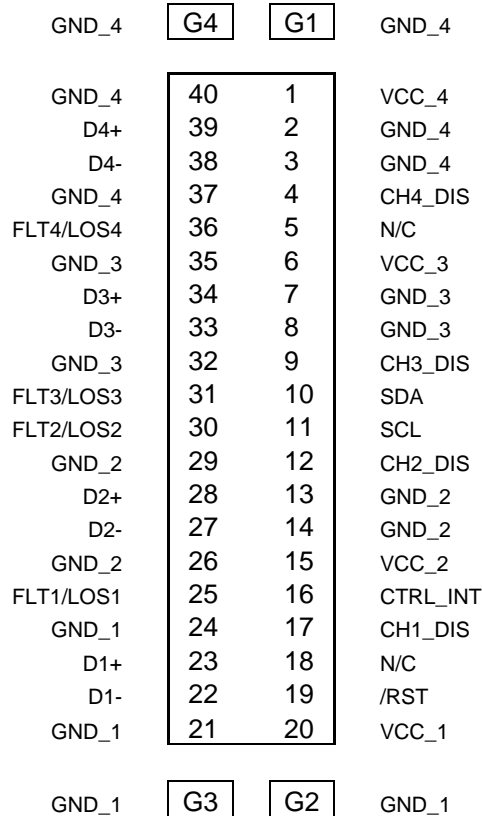 GND_4 G4 G1 GND_4
GND_4 40 1 VCC_4
D4+ 39 2 GND_4
D4- 38 3 GND_4
GND_4 37 4 CH4_DIS
FLT4/LOS4 36 5 N/C
GND_3 35 6 VCC_3
D3+ 34 7 GND_3
D3- 33 8 GND_3
GND_3 32 9 CH3_DIS
FLT3/LOS3 31 10 SDA
FLT2/LOS2 30 11 SCL
GND_2 29 12 CH2_DIS
D2+ 28 13 GND_2
D2- 27 14 GND_2
GND_2 26 15 VCC_2
FLT1/LOS1 25 16 CTRL_INT
GND_1 24 17 CH1_DIS
D1+ 23 18 N/C
D1- 22 19 /RST
GND_1 21 20 VCC_1
GND_1 G3 G2 GND_1